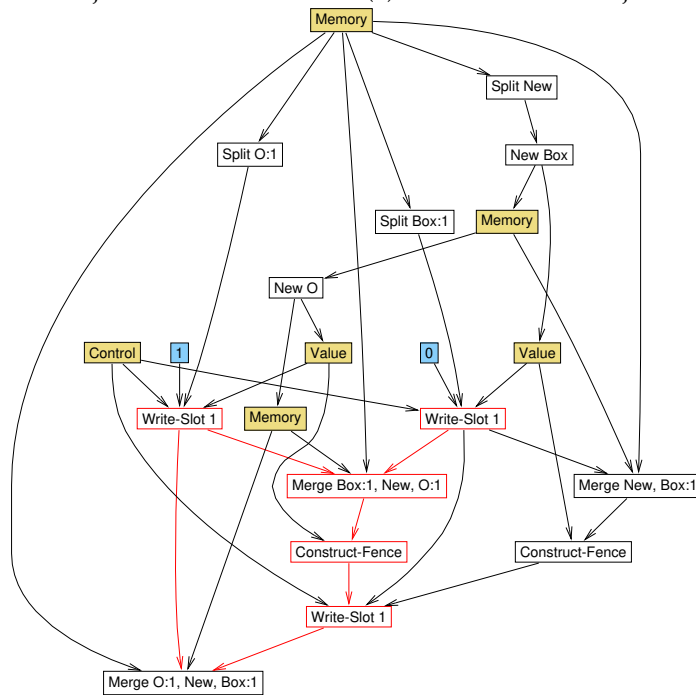 Memory
Split New
Split O:1
New Box
Split Box:1
Memory
New O
Control
1
Value
0
Value
Write-Slot 1
Memory
Write-Slot 1
Merge Box:1, New, O:1
Merge New, Box:1
Construct-Fence
Construct-Fence
Write-Slot 1
Merge O:1, New, Box:1